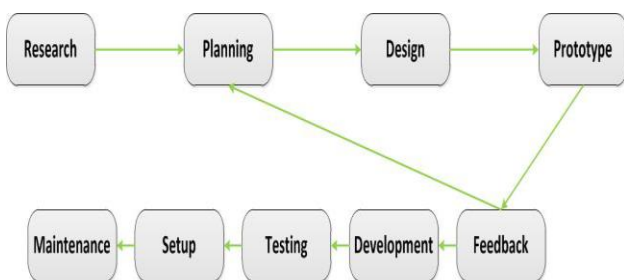 Research Planning Design Prototype
Maintenance Setup Testing Development Feedback